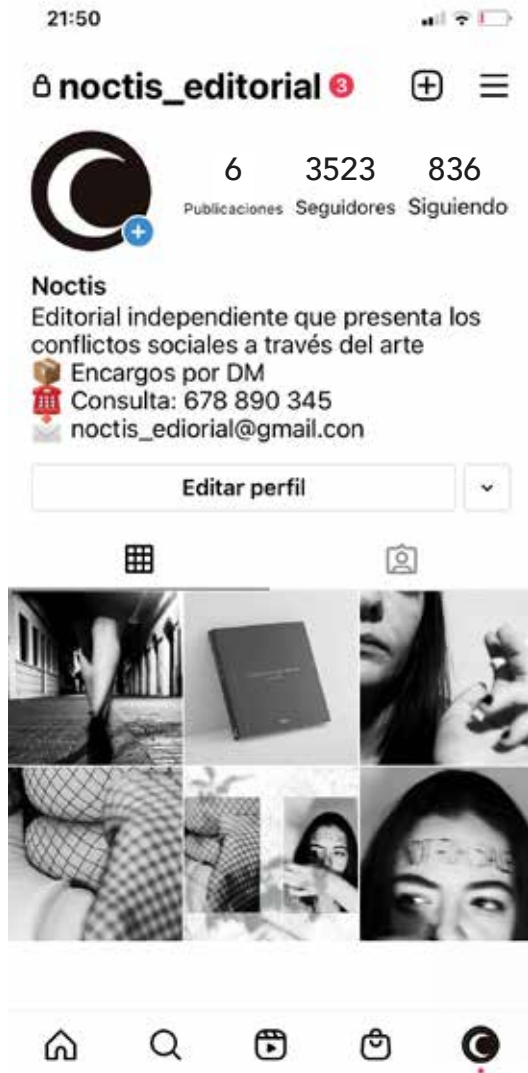 21:50
noctis_editorial 3
6 3523 836
Publicaciones Seguidores Siguiendo
Noctis
Editorial independiente que presenta los
conflictos sociales a través del arte
Encargos por DM
Consulta: 678 890 345
noctis_ediorial@gmail.con
Editar perfil